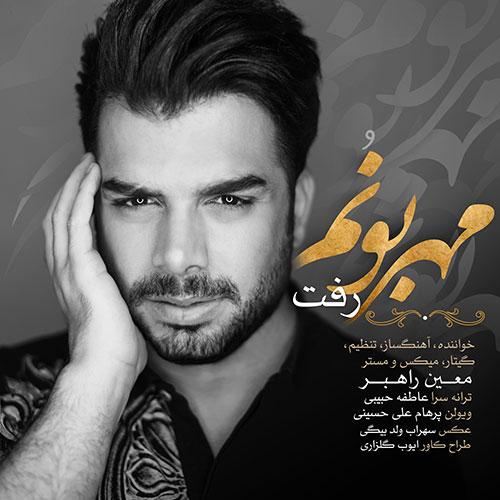 مهربونُم
رفت
خواننده، آهنگساز، تنظیم،
گیتار، میکس و مستر
معین راهبر
ترانه سرا عاطفه حبیبی
ویولن پرهام علی حسینی
عکس سهراب ولد بیگی
طراح کاور ایوب گلزاری